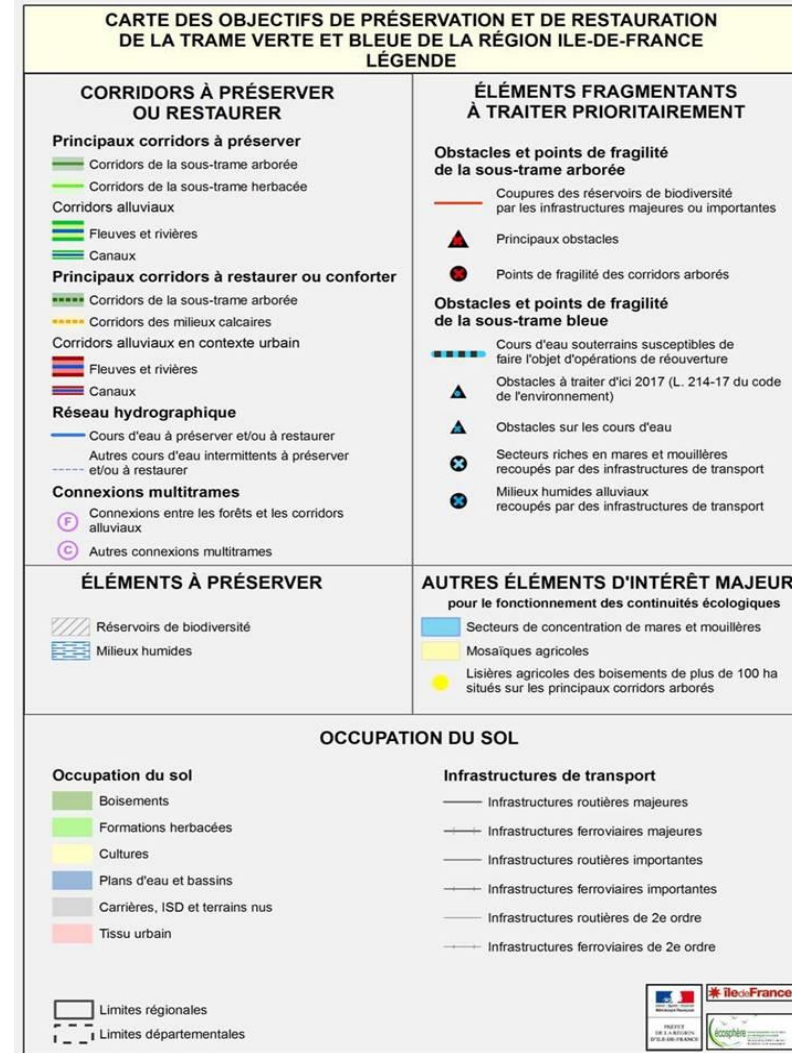 CARTE DES OBJECTIFS DE PRÉSERVATION ET DE RESTAURATION
DE LA TRAME VERTE ET BLEUE DE LA RÉGION ILE-DE-FRANCE
LÉGENDE
CORRIDORS À PRÉSERVER
OU RESTAURER
Principaux corridors à préserver
Corridors de la sous-trame arborée
Corridors de la sous-trame herbacée
Corridors alluviaux
Fleuves et rivières
Canaux
Principaux corridors à restaurer ou conforter
Corridors de la sous-trame arborée
Corridors des milieux calcaires
Corridors alluviaux en contexte urbain
Fleuves et rivières
Canaux
Réseau hydrographique
Cours d'eau à préserver et/ou à restaurer
Autres cours d'eau intermittents à préserver
et/ou à restaurer
Connexions multitrames
F
Connexions entre les forêts et les corridors
alluviaux
C
Autres connexions multitrames
ÉLÉMENTS FRAGMENTANTS
À TRAITER PRIORITAIREMENT
Obstacles et points de fragilité
de la sous-trame arborée
Coupures des réservoirs de biodiversité
par les infrastructures majeures ou importantes
Principaux obstacles
Points de fragilité des corridors arborés
Obstacles et points de fragilité
de la sous-trame bleue
Cours d'eau souterrains susceptibles de
faire l'objet d'opérations de réouverture
Obstacles à traiter d'ici 2017 (L. 214-17 du code
de l'environnement)
Obstacles sur les cours d'eau
Secteurs riches en mares et mouillères
recoupés par des infrastructures de transport
Milieux humides alluviaux
recoupés par des infrastructures de transport
ÉLÉMENTS À PRÉSERVER
Réservoirs de biodiversité
Milieux humides
AUTRES ÉLÉMENTS D'INTÉRÊT MAJEUR
pour le fonctionnement des continuités écologiques
Secteurs de concentration de mares et mouillères
Mosaïques agricoles
Lisières agricoles des boisements de plus de 100 ha
situés sur les principaux corridors arborés
OCCUPATION DU SOL
Occupation du sol
Boisements
Formations herbacées
Cultures
Plans d'eau et bassins
Carrières, ISD et terrains nus
Tissu urbain
Infrastructures de transport
Infrastructures routières majeures
Infrastructures ferroviaires majeures
Infrastructures routières importantes
Infrastructures ferroviaires importantes
Infrastructures routières de 2e ordre
Infrastructures ferroviaires de 2e ordre
Limites régionales
Limites départementales
PRÉFET
DE LA RÉGION
D'ILE-DE-FRANCE
îledeFrance
écosphère